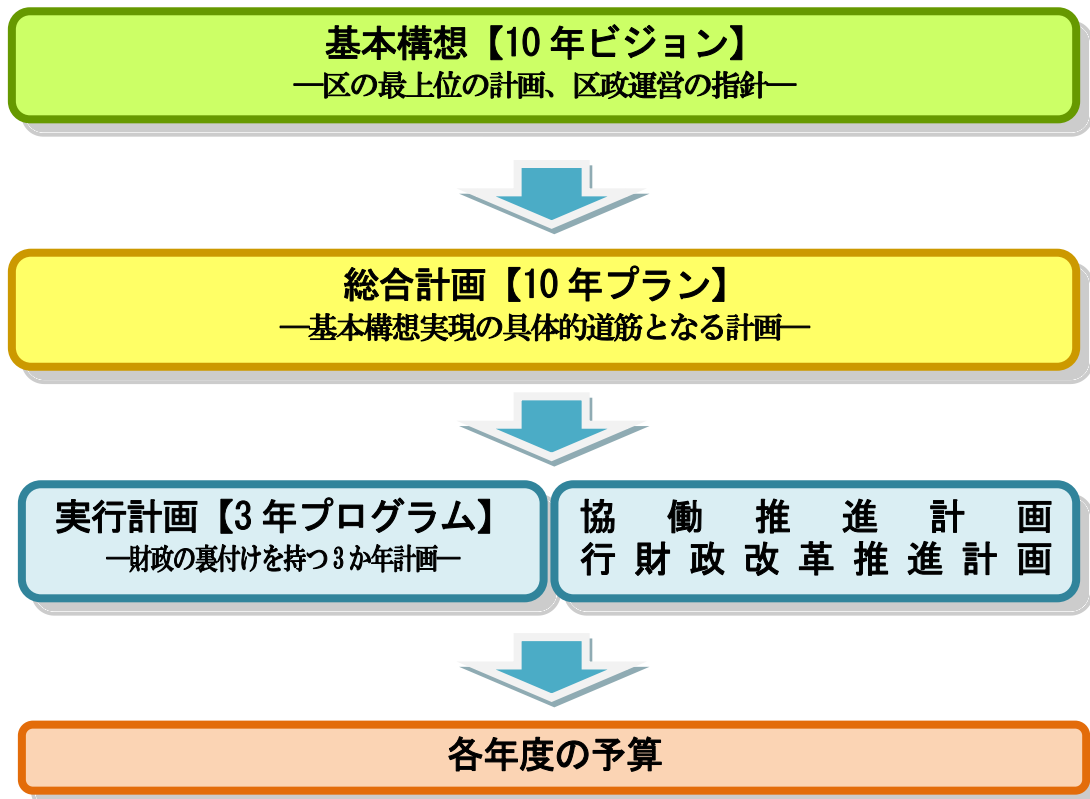 基本構想【10年ビジョン】
―区の最上位の計画、区政運営の指針―
総合計画【10年プラン】
―基本構想実現の具体的道筋となる計画―
実行計画【3年プログラム】
―財政の裏付けを持つ3か年計画―
協働推進計画
行財政改革推進計画
各年度の予算